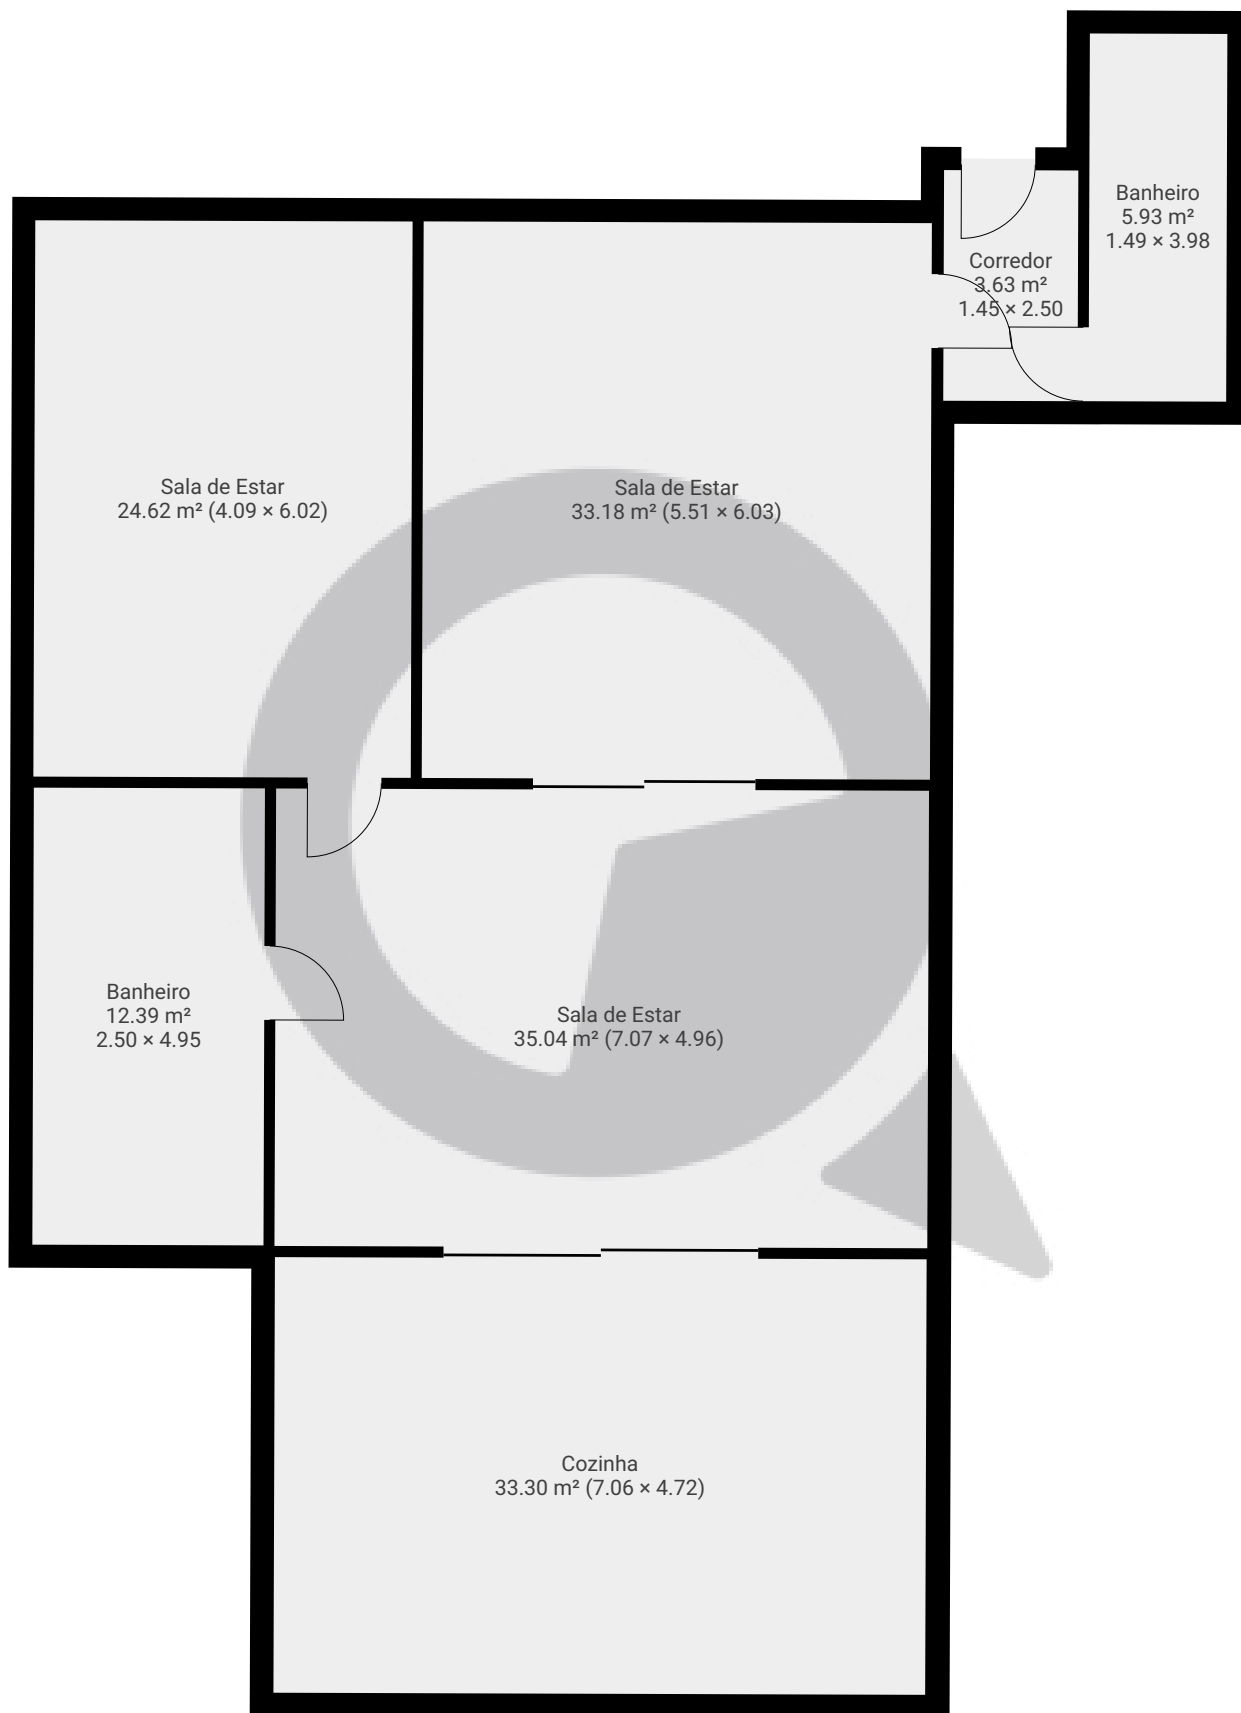 Banheiro
5.93 m²
1.49 × 3.98
Corredor
3.63 m²
1.45 × 2.50
Sala de Estar
24.62 m² (4.09 × 6.02)
Sala de Estar
33.18 m² (5.51 × 6.03)
Banheiro
12.39 m²
2.50 × 4.95
Sala de Estar
35.04 m² (7.07 × 4.96)
Cozinha
33.30 m² (7.06 × 4.72)